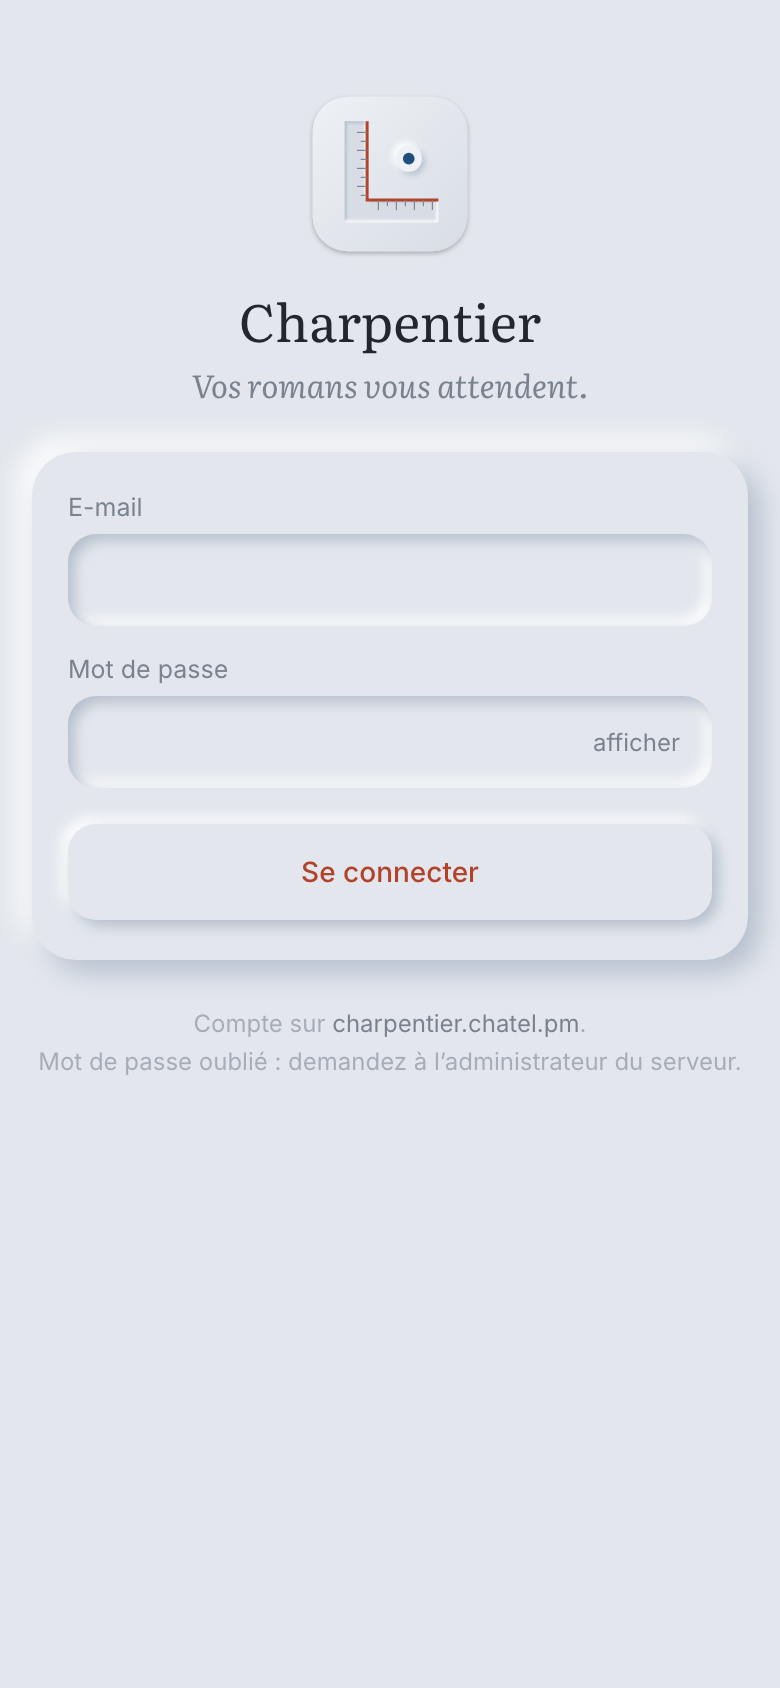 Charpentier
Vos romans vous attendent.
E-mail
Mot de passe
afficher
Se connecter
Compte sur charpentier.chatel.pm.
Mot de passe oublié : demandez à l’administrateur du serveur.